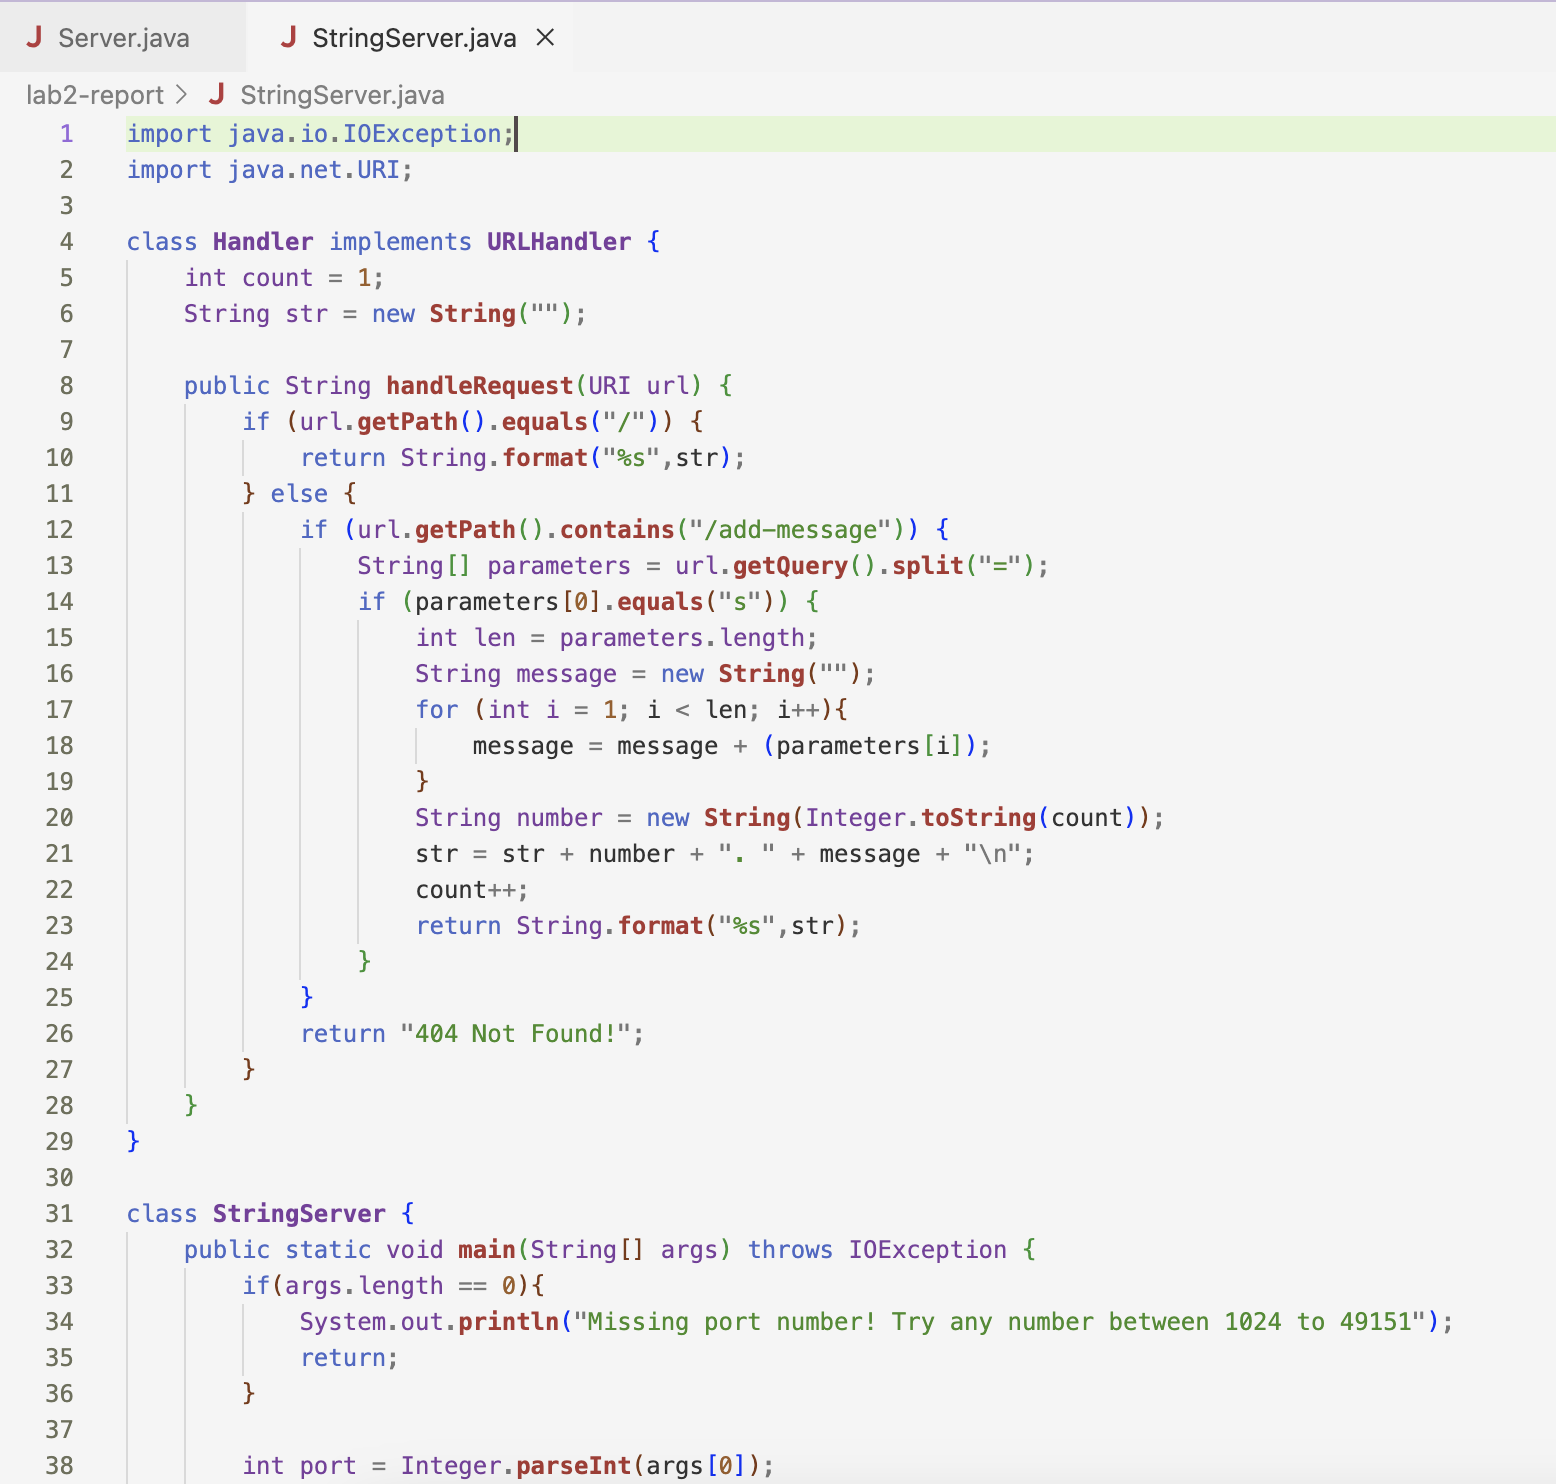 Server.java StringServer.java
lab2-report > StringServer.java
1 import java.io.IOException;
2 import java.net.URI;
3
4 class Handler implements URLHandler {
5     int count = 1;
6     String str = new String("");
7
8     public String handleRequest(URI url) {
9         if (url.getPath().equals("/")) {
10             return String.format("%s",str);
11         } else {
12             if (url.getPath().contains("/add-message")) {
13                 String[] parameters = url.getQuery().split("=");
14                 if (parameters[0].equals("s")) {
15                     int len = parameters.length;
16                     String message = new String("");
17                     for (int i = 1; i < len; i++){
18                         message = message + (parameters[i]);
19                     }
20                     String number = new String(Integer.toString(count));
21                     str = str + number + ". " + message + "\n";
22                     count++;
23                     return String.format("%s",str);
24                 }
25             }
26             return "404 Not Found!";
27         }
28     }
29 }
30
31 class StringServer {
32     public static void main(String[] args) throws IOException {
33         if(args.length == 0){
34             System.out.println("Missing port number! Try any number between 1024 to 49151");
35             return;
36         }
37
38         int port = Integer.parseInt(args[0]);